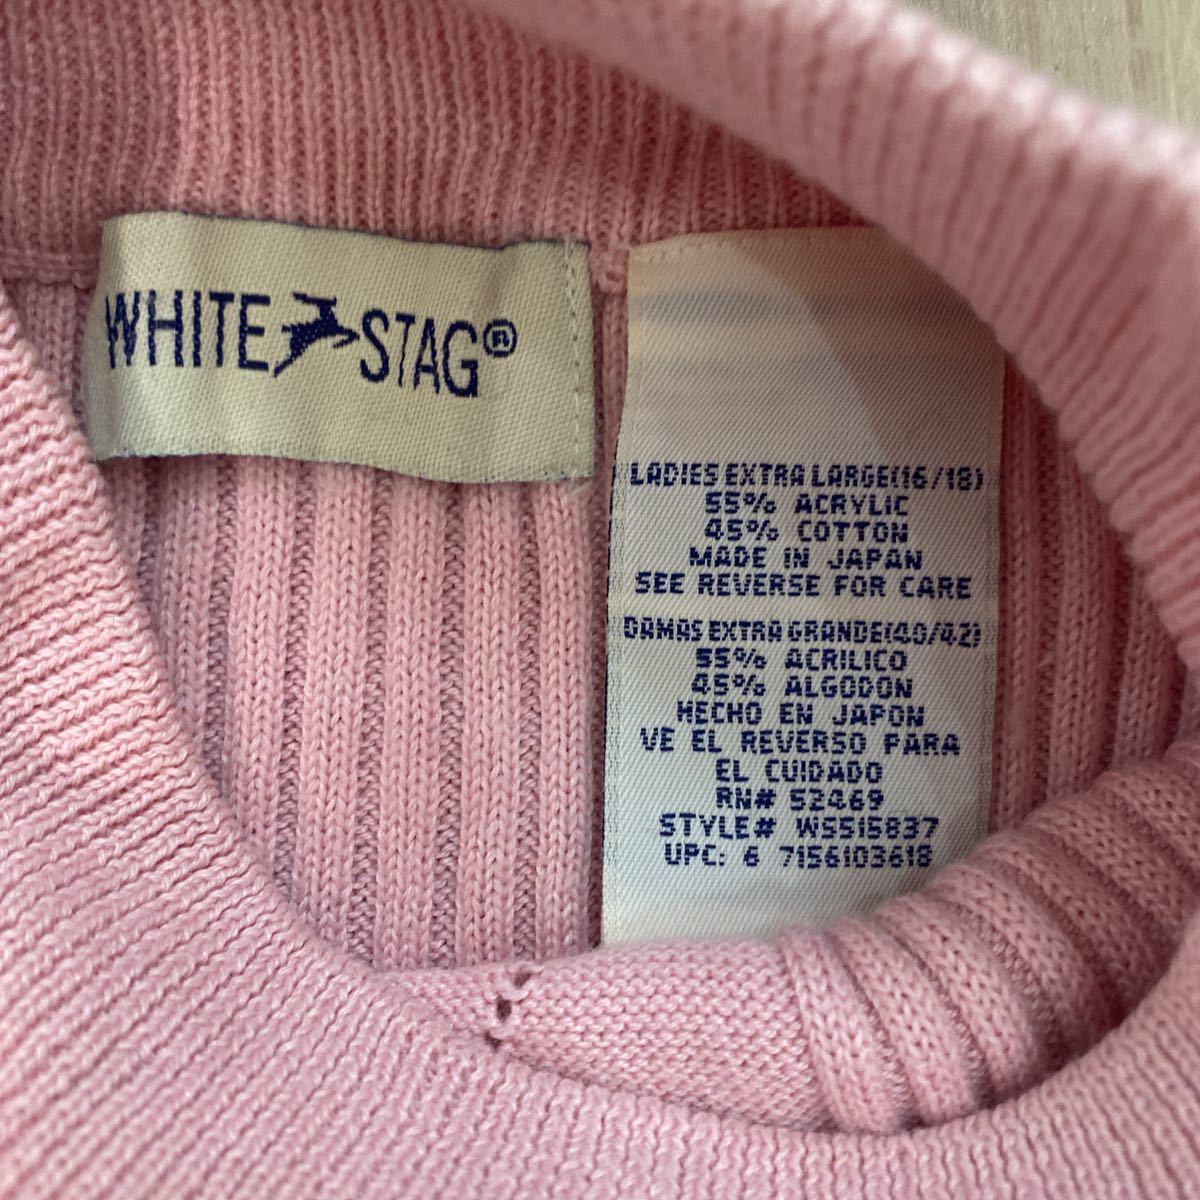 WHITE STAG®
LADIES EXTRA LARGE(16/18)
55% ACRYLIC
45% COTTON
MADE IN JAPAN
SEE REVERSE FOR CARE
DAMAS EXTRA GRANDE(40/42)
55% ACRILICO
45% ALGODON
HECHO EN JAPON
VE EL REVERSO PARA
EL CUIDADO
RN# 52469
STYLE# WS515837
UPC: 6 7156103618